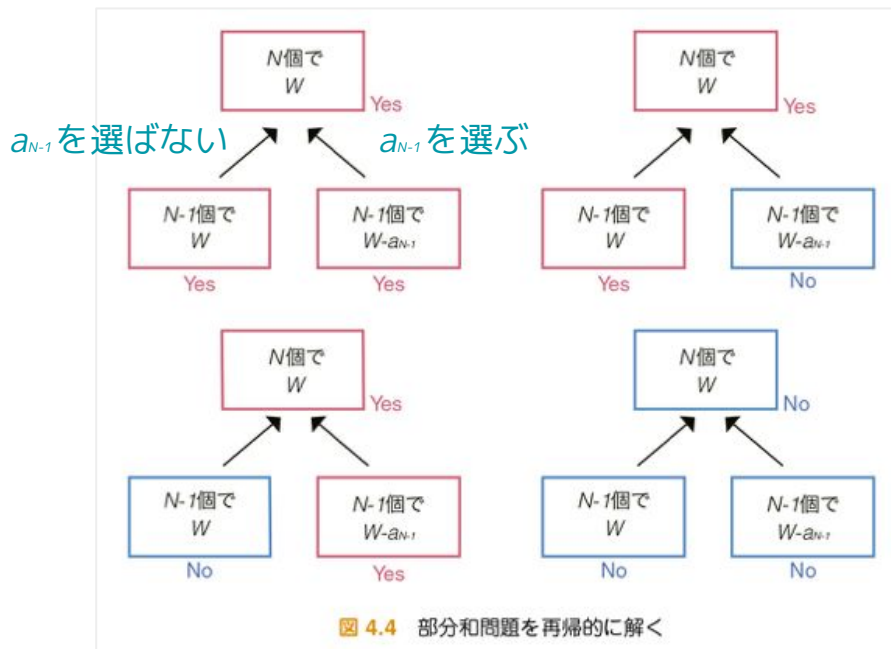 N個で
W
Yes
aN-1を選ばない
aN-1を選ぶ
N-1個で
W
Yes
N-1個で
W-aN-1
Yes
N個で
W
Yes
N-1個で
W
Yes
N-1個で
W-aN-1
No
N個で
W
Yes
N-1個で
W
No
N-1個で
W-aN-1
Yes
N個で
W
No
N-1個で
W
No
N-1個で
W-aN-1
No
図 4.4 部分和問題を再帰的に解く